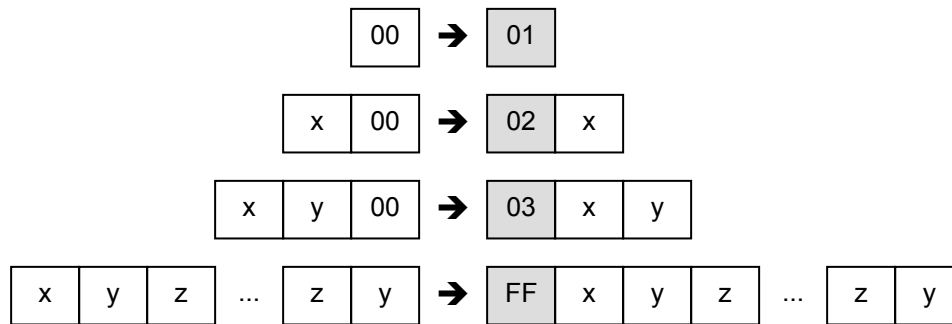 00 ➔ 01
x 00 ➔ 02 x
x y 00 ➔ 03 x y
x y z ... z y ➔ FF x y z ... z y